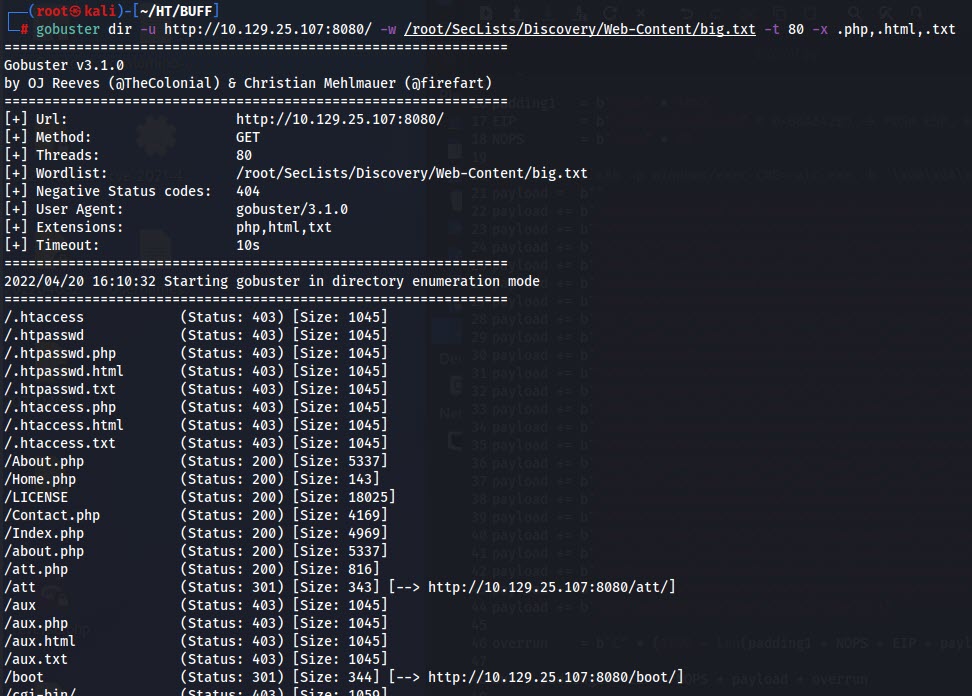 ┌──(root㉿kali)-[~/HT/BUFF]
└─# gobuster dir -u http://10.129.25.107:8080/ -w /root/SecLists/Discovery/Web-Content/big.txt -t 80 -x .php,.html,.txt
===============================================================
Gobuster v3.1.0
by OJ Reeves (@TheColonial) & Christian Mehlmauer (@firefart)
===============================================================
[+] Url:                     http://10.129.25.107:8080/
[+] Method:                  GET
[+] Threads:                 80
[+] Wordlist:                /root/SecLists/Discovery/Web-Content/big.txt
[+] Negative Status codes:   404
[+] User Agent:              gobuster/3.1.0
[+] Extensions:              php,html,txt
[+] Timeout:                 10s
===============================================================
2022/04/20 16:10:32 Starting gobuster in directory enumeration mode
===============================================================
/.htaccess            (Status: 403) [Size: 1045]
/.htpasswd            (Status: 403) [Size: 1045]
/.htpasswd.php        (Status: 403) [Size: 1045]
/.htpasswd.html       (Status: 403) [Size: 1045]
/.htpasswd.txt        (Status: 403) [Size: 1045]
/.htaccess.php        (Status: 403) [Size: 1045]
/.htaccess.html       (Status: 403) [Size: 1045]
/.htaccess.txt        (Status: 403) [Size: 1045]
/About.php            (Status: 200) [Size: 5337]
/Home.php             (Status: 200) [Size: 143]
/LICENSE              (Status: 200) [Size: 18025]
/Contact.php          (Status: 200) [Size: 4169]
/Index.php            (Status: 200) [Size: 4969]
/about.php            (Status: 200) [Size: 5337]
/att.php              (Status: 200) [Size: 816]
/att                  (Status: 301) [Size: 343] [--> http://10.129.25.107:8080/att/]
/aux                  (Status: 403) [Size: 1045]
/aux.php              (Status: 403) [Size: 1045]
/aux.html             (Status: 403) [Size: 1045]
/aux.txt              (Status: 403) [Size: 1045]
/boot                 (Status: 301) [Size: 344] [--> http://10.129.25.107:8080/boot/]
/cgi-bin/             (Status: 403) [Size: 1059]